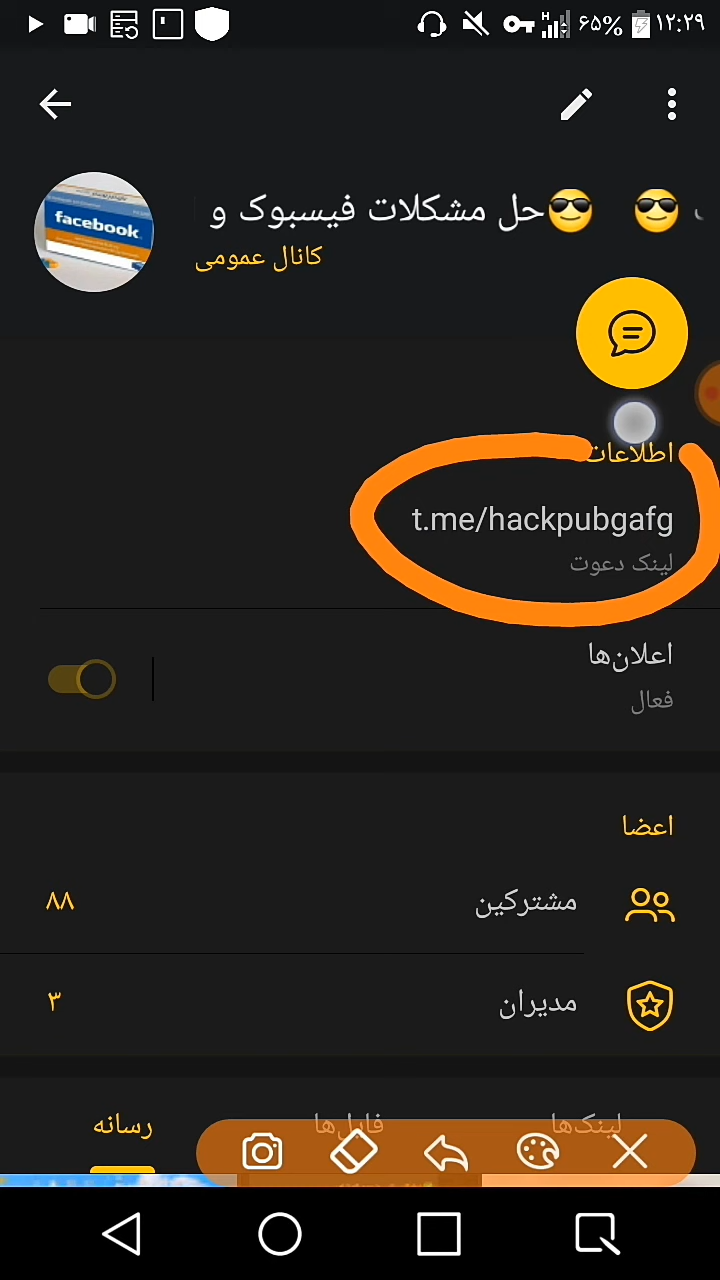 ۱۲:۲۹ ۶۵% H
حل مشکلات فیسبوک و
کانال عمومی
facebook
اطلاعات
t.me/hackpubgafg
لینک دعوت
اعلان‌ها
فعال
اعضا
مشترکین ۸۸
مدیران ۳
لینک‌ها فایل‌ها رسانه